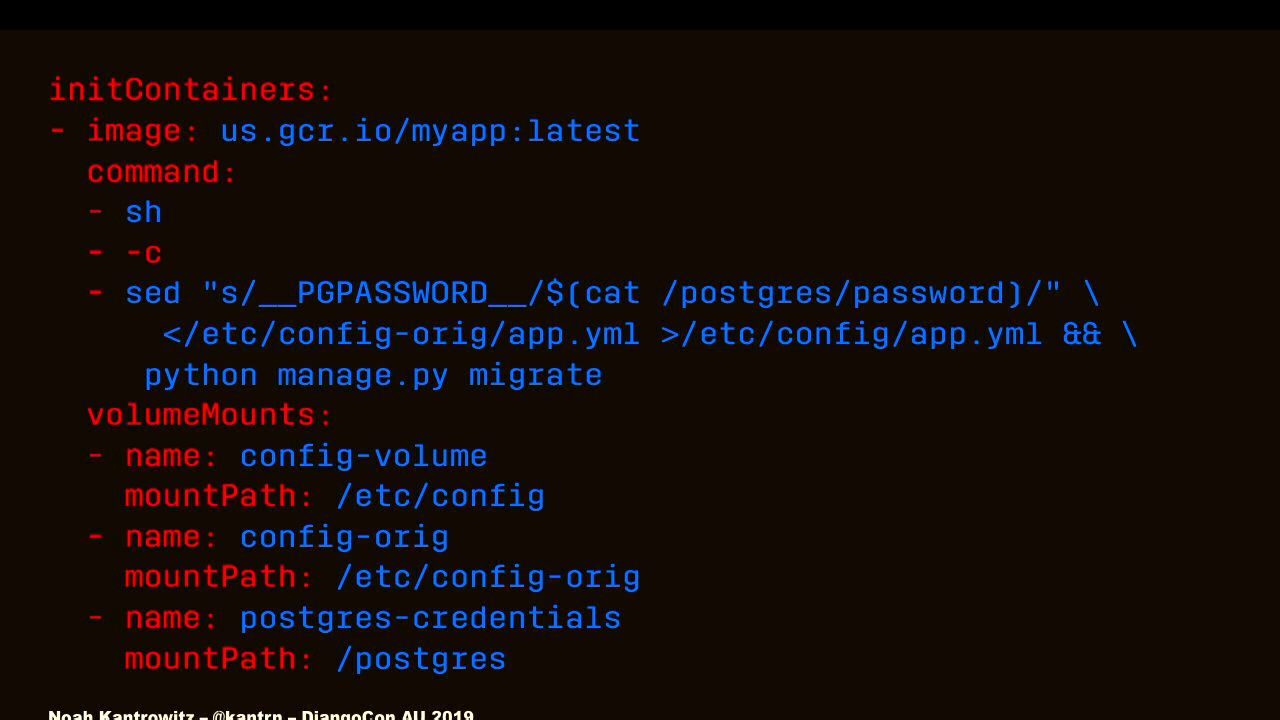 initContainers:
- image: us.gcr.io/myapp:latest
  command:
  - sh
  - -c
  - sed "s/__PGPASSWORD__/$(cat /postgres/password)/" \
      </etc/config-orig/app.yml >/etc/config/app.yml && \
     python manage.py migrate
  volumeMounts:
  - name: config-volume
    mountPath: /etc/config
  - name: config-orig
    mountPath: /etc/config-orig
  - name: postgres-credentials
    mountPath: /postgres
Noah Kantrowitz – @kantrn – DjangoCon AU 2019